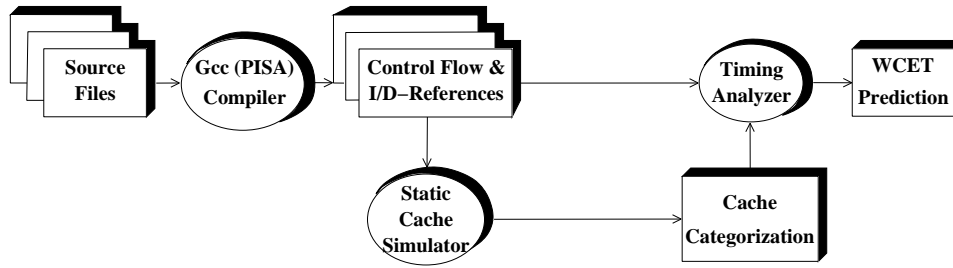 Source
Files
Gcc (PISA)
Compiler
Control Flow &
I/D−References
Timing
Analyzer
WCET
Prediction
Static
Cache
Simulator
Cache
Categorization